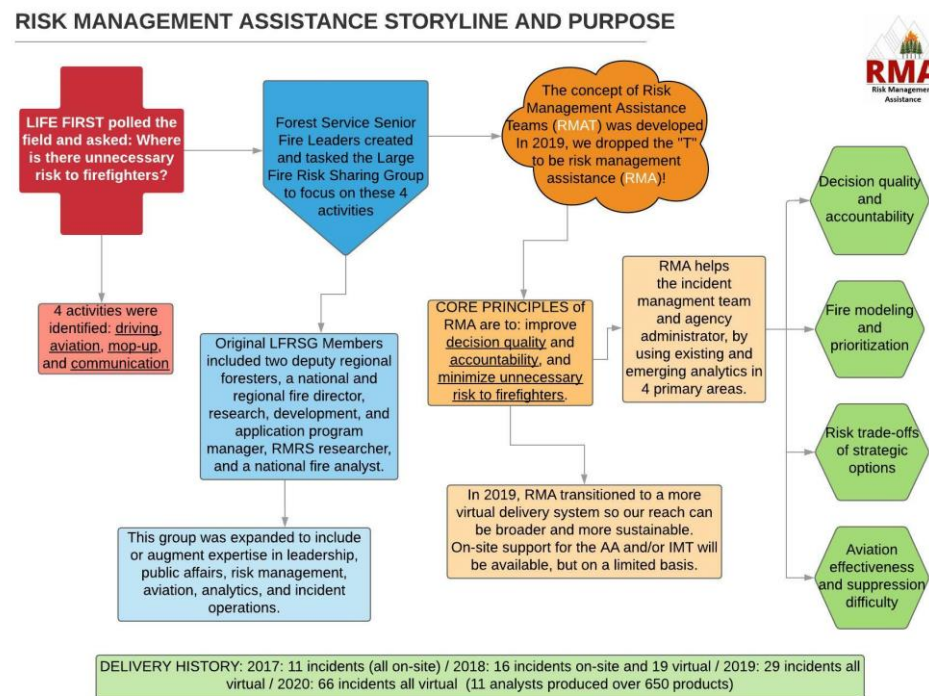 RISK MANAGEMENT ASSISTANCE STORYLINE AND PURPOSE
RMA
Risk Management
Assistance
LIFE FIRST polled the
field and asked: Where
is there unnecessary
risk to firefighters?
Forest Service Senior
Fire Leaders created
and tasked the Large
Fire Risk Sharing Group
to focus on these 4
activities
The concept of Risk
Management Assistance
Teams (RMAT) was developed
In 2019, we dropped the "T"
to be risk management
assistance (RMA)!
Decision quality
and
accountability
4 activities were
identified: driving,
aviation, mop-up,
and communication
Original LFRSG Members
included two deputy regional
foresters, a national and
regional fire director,
research, development, and
application program
manager, RMRS researcher,
and a national fire analyst.
CORE PRINCIPLES of
RMA are to: improve
decision quality and
accountability, and
minimize unnecessary
risk to firefighters.
RMA helps
the incident
managment team
and agency
administrator, by
using existing and
emerging analytics in
4 primary areas.
Fire modeling
and
prioritization
Risk trade-offs
of strategic
options
This group was expanded to include
or augment expertise in leadership,
public affairs, risk management,
aviation, analytics, and incident
operations.
In 2019, RMA transitioned to a more
virtual delivery system so our reach can
be broader and more sustainable.
On-site support for the AA and/or IMT will
be available, but on a limited basis.
Aviation
effectiveness
and suppression
difficulty
DELIVERY HISTORY: 2017: 11 incidents (all on-site) / 2018: 16 incidents on-site and 19 virtual / 2019: 29 incidents all
virtual / 2020: 66 incidents all virtual (11 analysts produced over 650 products)